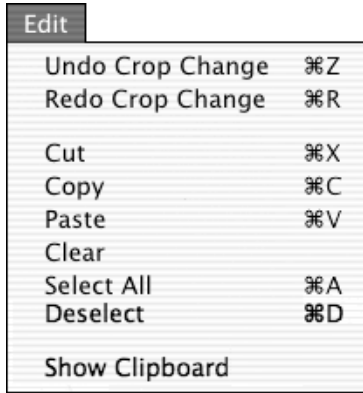 Edit
Undo Crop Change ⌘Z
Redo Crop Change ⌘R
Cut ⌘X
Copy ⌘C
Paste ⌘V
Clear
Select All ⌘A
Deselect ⌘D
Show Clipboard